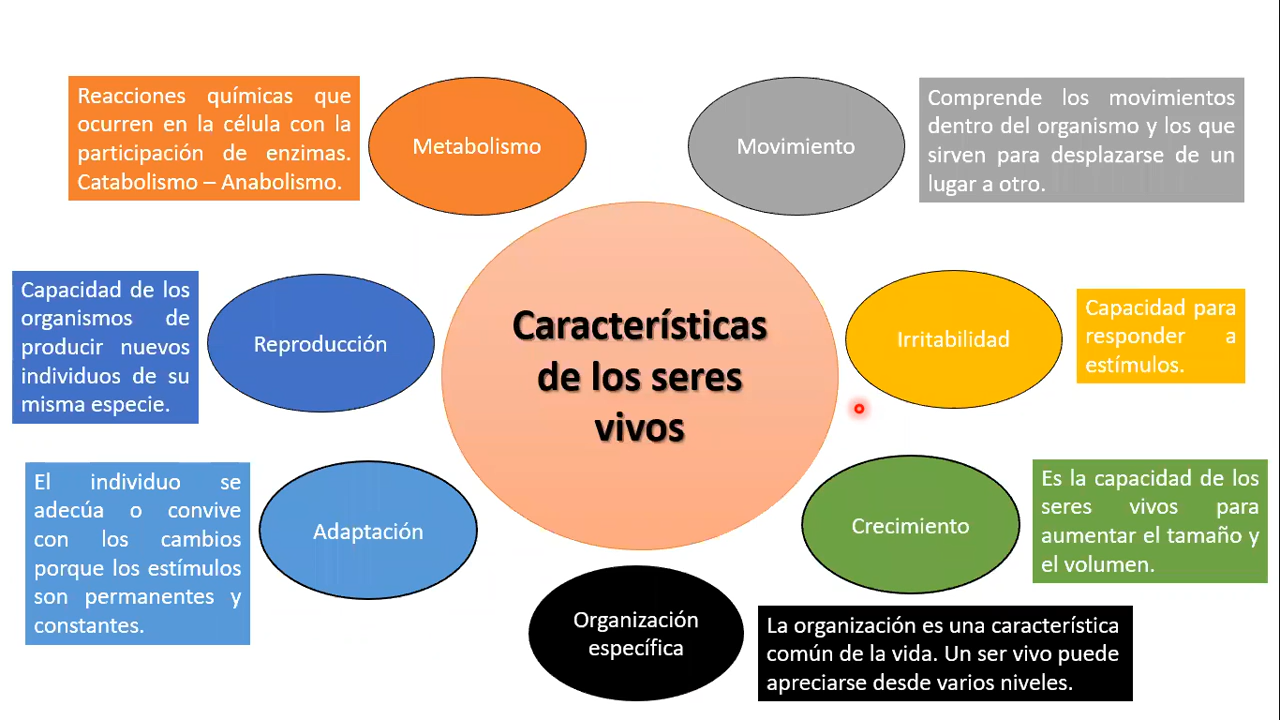 Reacciones químicas que
ocurren en la célula con la
participación de enzimas.
Catabolismo – Anabolismo.
Metabolismo
Movimiento
Comprende los movimientos
dentro del organismo y los que
sirven para desplazarse de un
lugar a otro.
Capacidad de los
organismos de
producir nuevos
individuos de su
misma especie.
Reproducción
Características
de los seres
vivos
Irritabilidad
Capacidad para
responder a
estímulos.
El individuo se
adecúa o convive
con los cambios
porque los estímulos
son permanentes y
constantes.
Adaptación
Crecimiento
Es la capacidad de los
seres vivos para
aumentar el tamaño y
el volumen.
Organización
específica
La organización es una característica
común de la vida. Un ser vivo puede
apreciarse desde varios niveles.